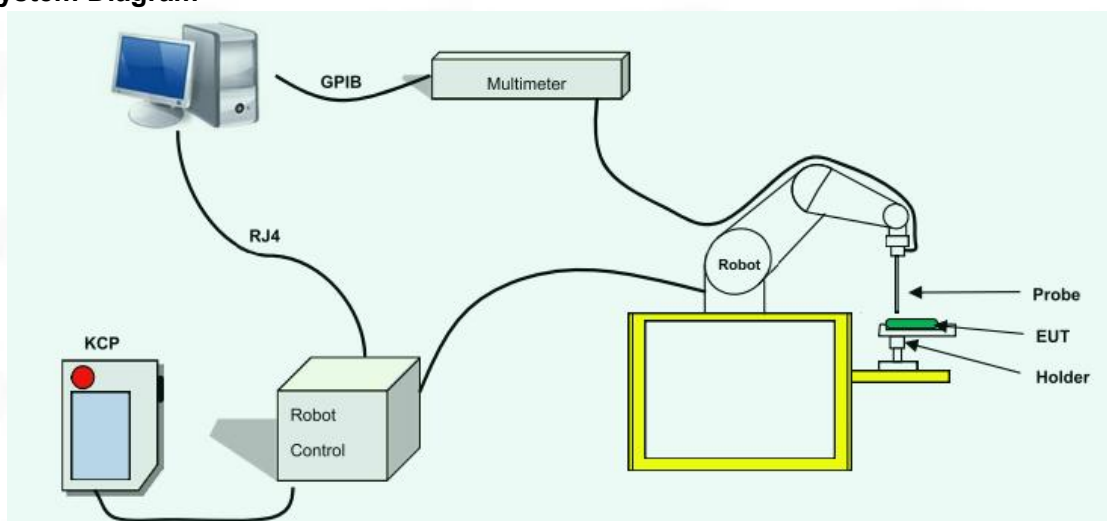 GPIB
Multimeter
RJ4
Robot
Probe
EUT
KCP
Holder
Robot
Control